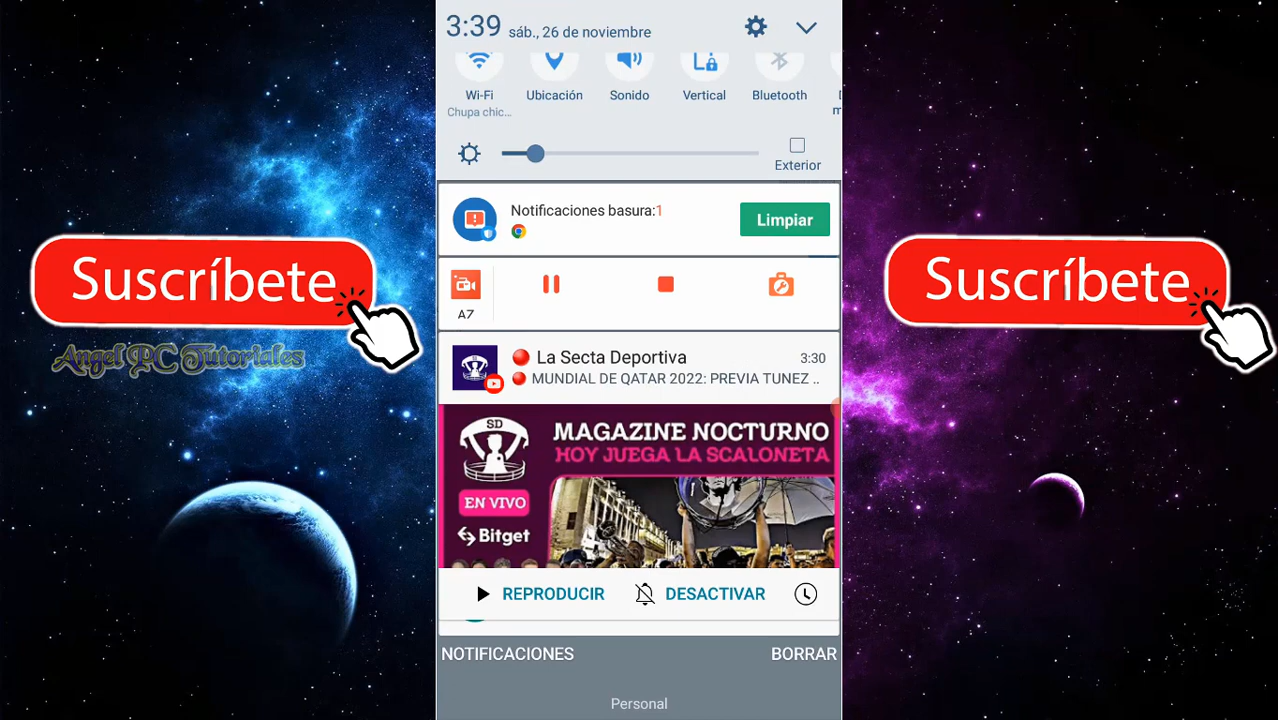 3:39 sáb., 26 de noviembre
Wi-Fi
Ubicación
Sonido
Vertical
Bluetooth
Chupa chic...
Exterior
Notificaciones basura:1
Limpiar
A7
Suscríbete
Angel PC Tutoriales
Suscríbete
La Secta Deportiva 3:30
MUNDIAL DE QATAR 2022: PREVIA TUNEZ ..
SD
MAGAZINE NOCTURNO
HOY JUEGA LA SCALONETA
EN VIVO
Bitget
REPRODUCIR
DESACTIVAR
NOTIFICACIONES
BORRAR
Personal